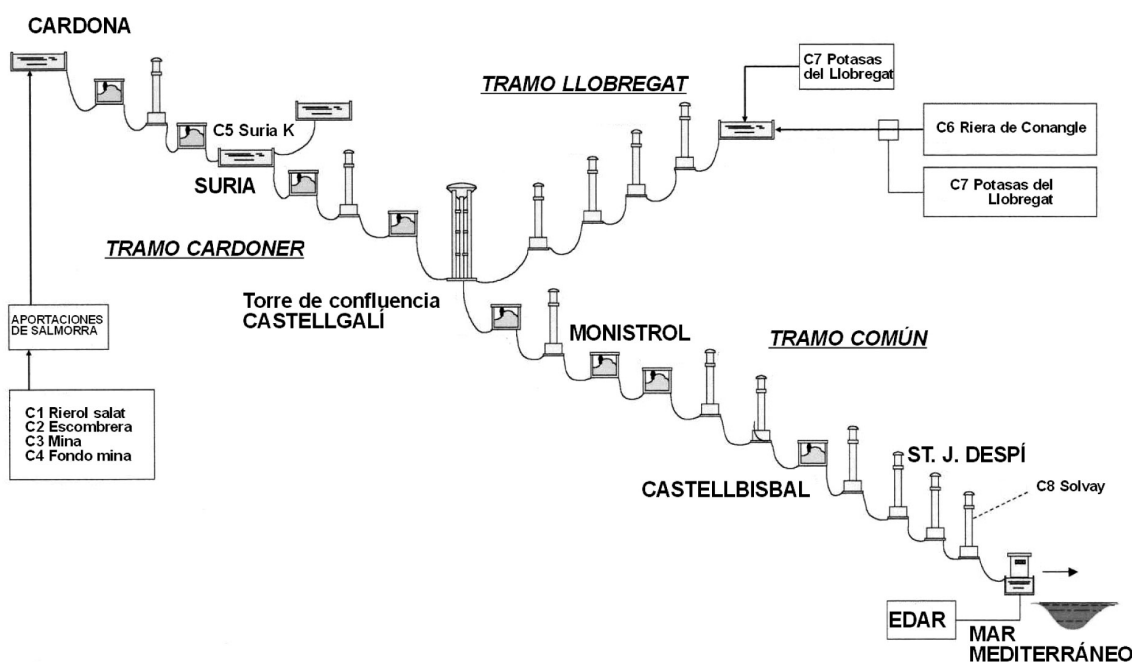 CARDONA
C7 Potasas
del Llobregat
TRAMO LLOBREGAT
C5 Suria K
C6 Riera de Conangle
SURIA
C7 Potasas del
Llobregat
TRAMO CARDONER
Torre de confluencia
CASTELLGALÍ
APORTACIONES
DE SALMORRA
MONISTROL
TRAMO COMÚN
C1 Rierol salat
C2 Escombrera
C3 Mina
C4 Fondo mina
ST. J. DESPÍ
CASTELLBISBAL
C8 Solvay
EDAR
MAR
MEDITERRÁNEO